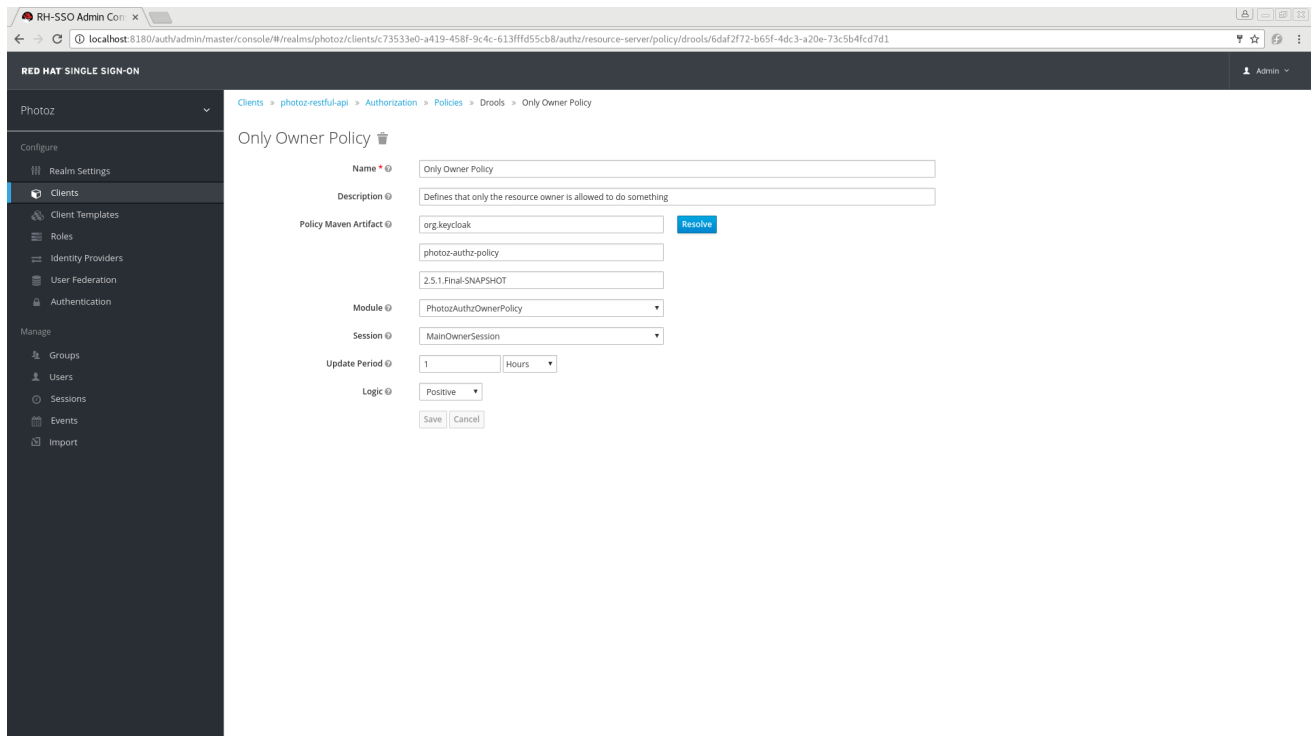 RH-SSO Admin Con
localhost:8180/auth/admin/master/console/#/realms/photoz/clients/c73533e0-a419-458f-9c4c-613fffd55cb8/authz/resource-server/policy/drools/6daf2f72-b65f-4dc3-a20e-73c5b4fcd7d1
RED HAT SINGLE SIGN-ON
Admin
Photoz
Clients » photoz-restful-api » Authorization » Policies » Drools » Only Owner Policy
Only Owner Policy
Configure
Realm Settings
Clients
Client Templates
Roles
Identity Providers
User Federation
Authentication
Manage
Groups
Users
Sessions
Events
Import
Name * Only Owner Policy
Description Defines that only the resource owner is allowed to do something
Policy Maven Artifact org.keycloak Resolve
photoz-authz-policy
2.5.1.Final-SNAPSHOT
Module PhotozAuthzOwnerPolicy
Session MainOwnerSession
Update Period 1 Hours
Logic Positive
Save Cancel